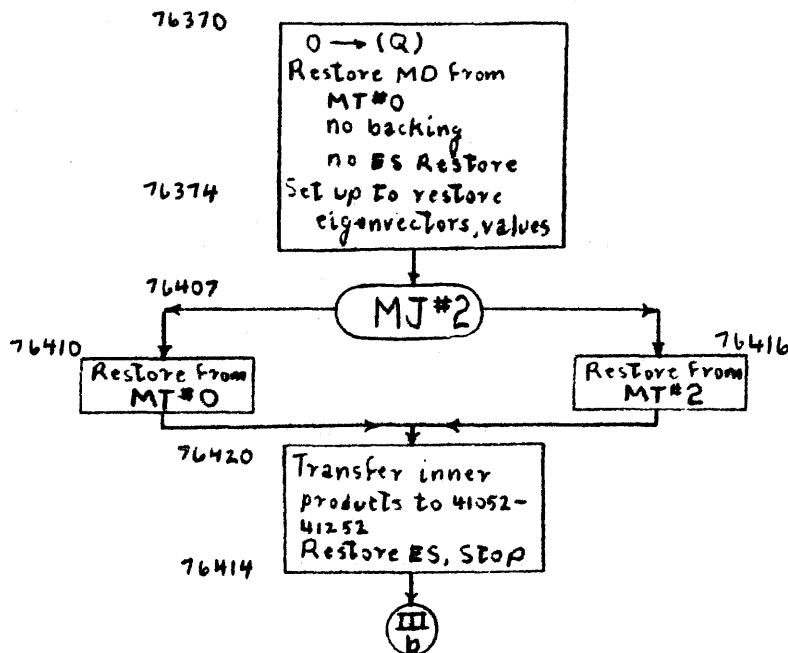 76370
0 → (Q)
Restore MD from
MT#0
no backing
no ES Restore
76374
Set up to restore
eigenvectors, values
76407
MJ#2
76410
76416
Restore from
MT#0
Restore from
MT#2
76420
Transfer inner
products to 41052-
41252
Restore ES, Stop
76414
III
b